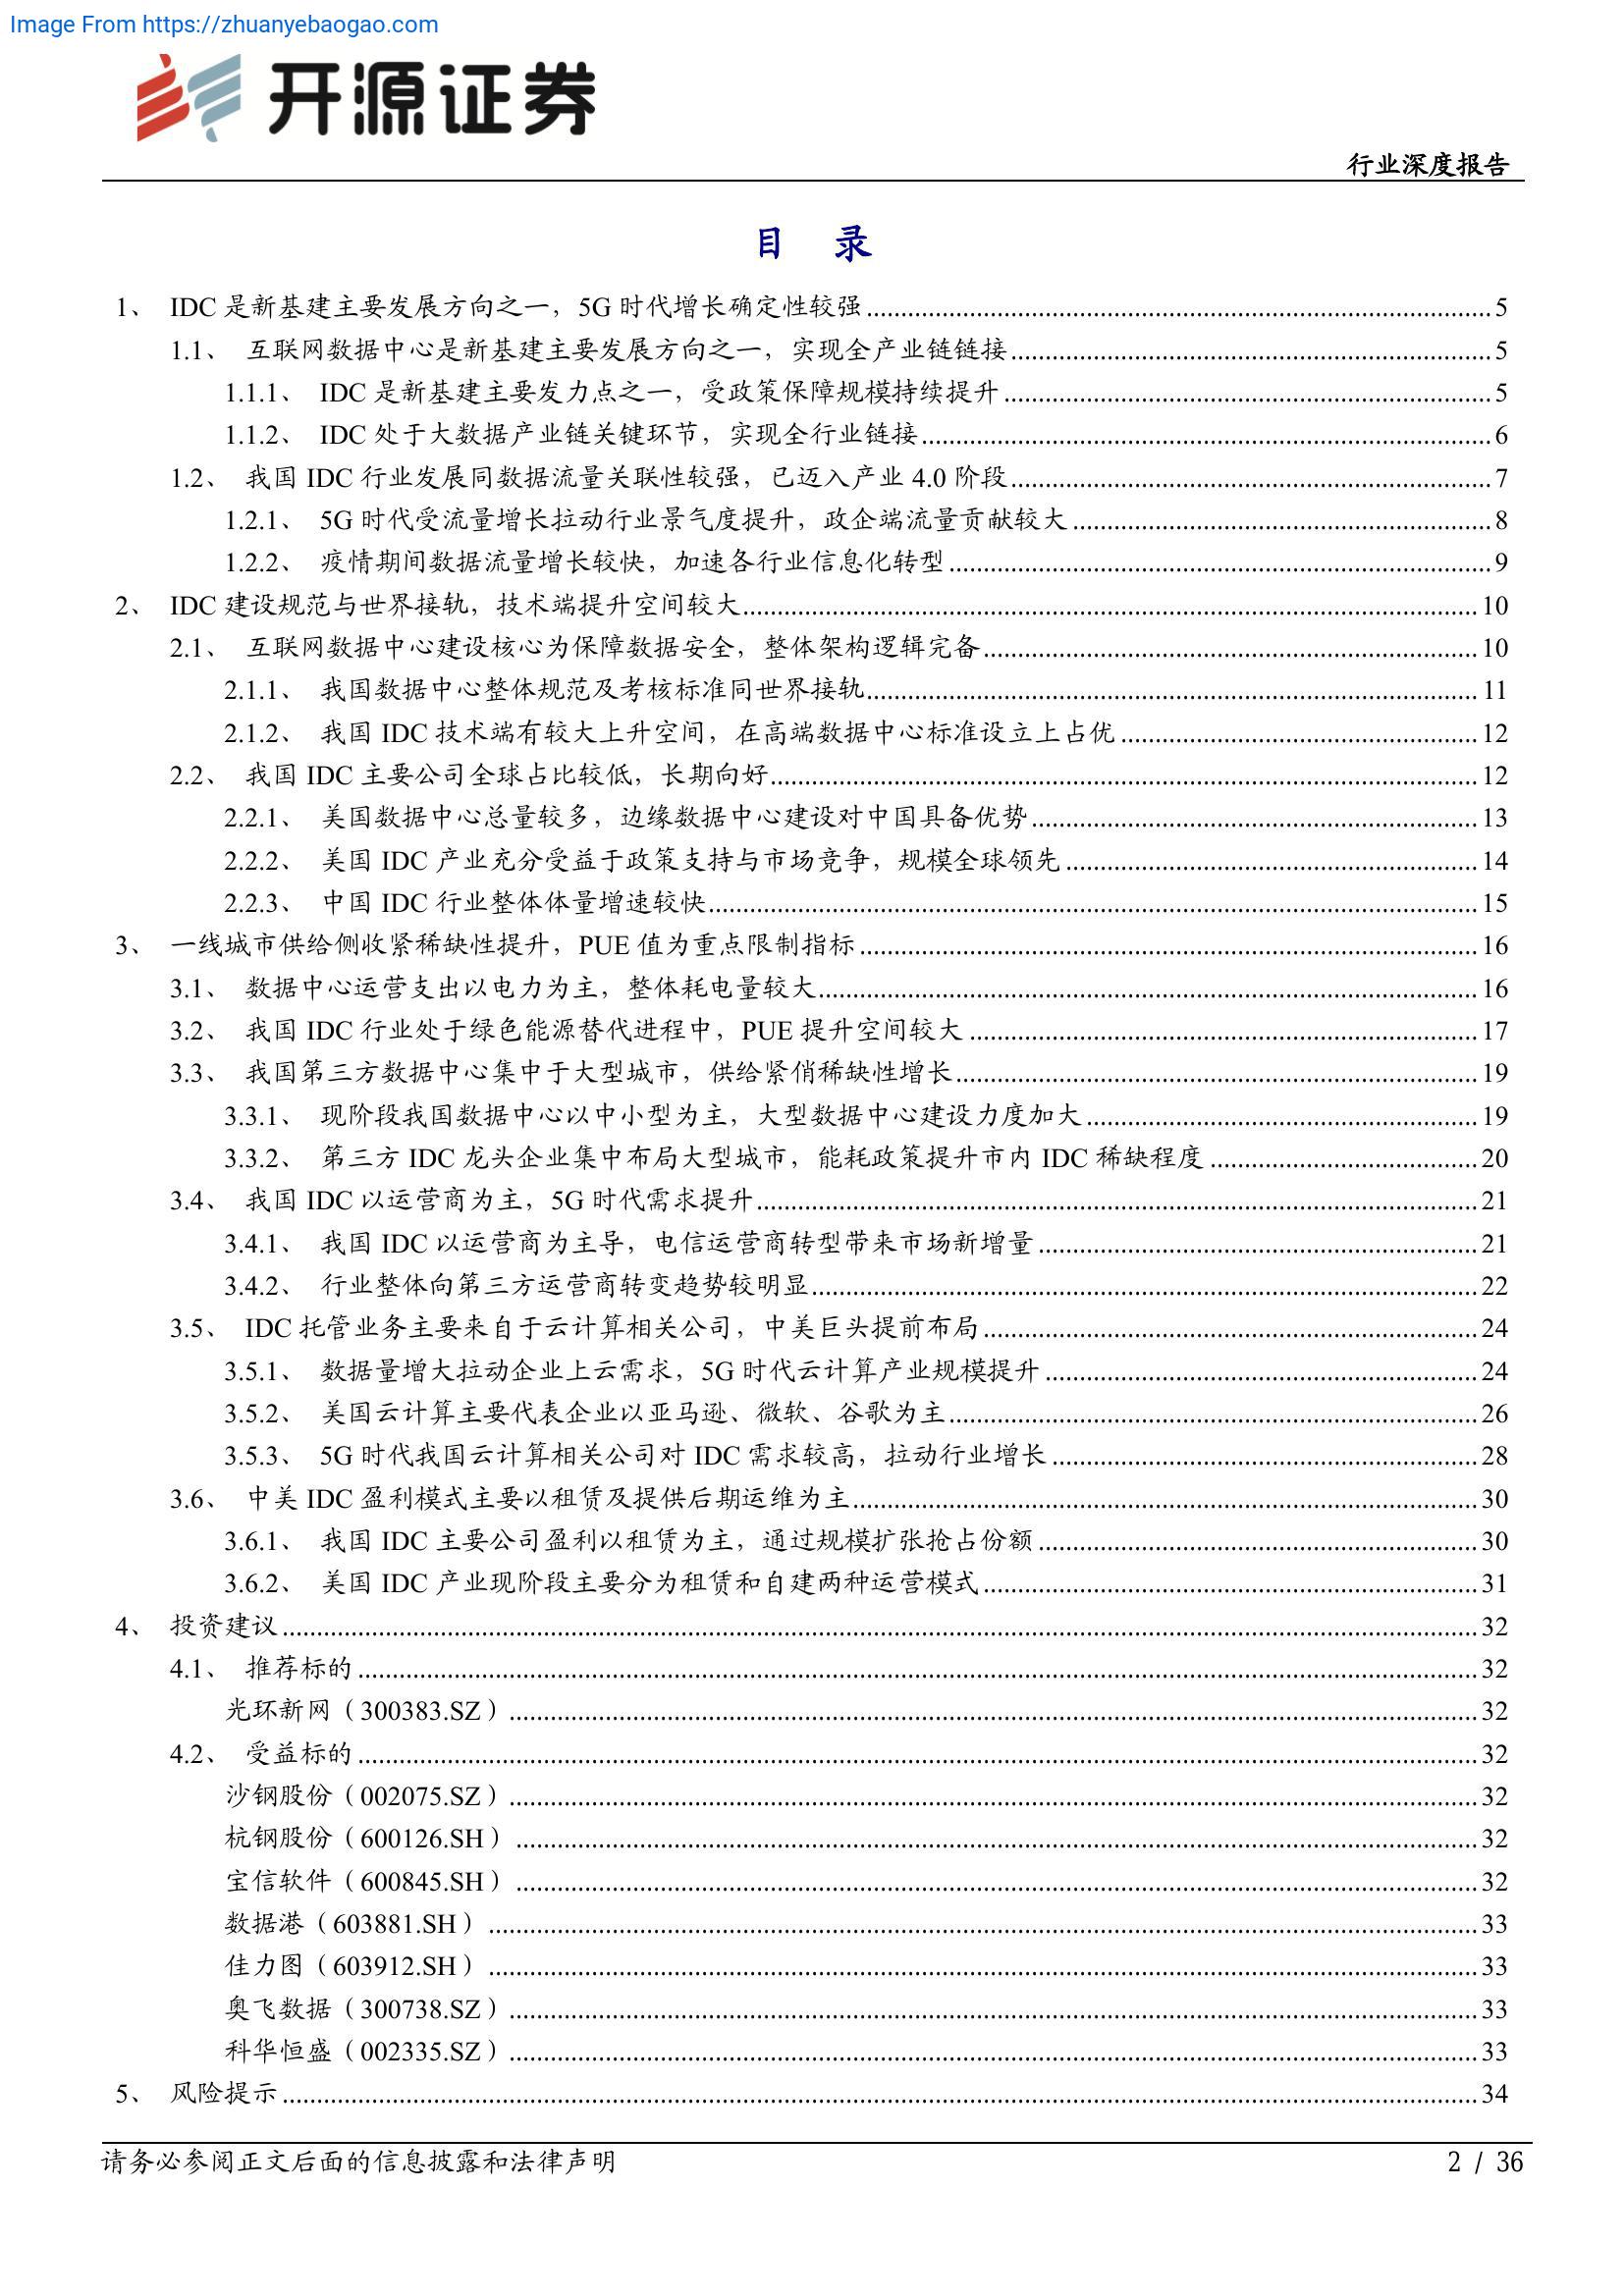 Image From https://zhuanyebaogao.com
开源证券
行业深度报告
目 录
1、 IDC 是新基建主要发展方向之一，5G 时代增长确定性较强 5
1.1、 互联网数据中心是新基建主要发展方向之一，实现全产业链链接 5
1.1.1、 IDC 是新基建主要发力点之一，受政策保障规模持续提升 5
1.1.2、 IDC 处于大数据产业链关键环节，实现全行业链接 6
1.2、 我国 IDC 行业发展同数据流量关联性较强，已迈入产业 4.0 阶段 7
1.2.1、 5G 时代受流量增长拉动行业景气度提升，政企端流量贡献较大 8
1.2.2、 疫情期间数据流量增长较快，加速各行业信息化转型 9
2、 IDC 建设规范与世界接轨，技术端提升空间较大 10
2.1、 互联网数据中心建设核心为保障数据安全，整体架构逻辑完备 10
2.1.1、 我国数据中心整体规范及考核标准同世界接轨 11
2.1.2、 我国 IDC 技术端有较大上升空间，在高端数据中心标准设立上占优 12
2.2、 我国 IDC 主要公司全球占比较低，长期向好 12
2.2.1、 美国数据中心总量较多，边缘数据中心建设对中国具备优势 13
2.2.2、 美国 IDC 产业充分受益于政策支持与市场竞争，规模全球领先 14
2.2.3、 中国 IDC 行业整体体量增速较快 15
3、 一线城市供给侧收紧稀缺性提升，PUE 值为重点限制指标 16
3.1、 数据中心运营支出以电力为主，整体耗电量较大 16
3.2、 我国 IDC 行业处于绿色能源替代进程中，PUE 提升空间较大 17
3.3、 我国第三方数据中心集中于大型城市，供给紧俏稀缺性增长 19
3.3.1、 现阶段我国数据中心以中小型为主，大型数据中心建设力度加大 19
3.3.2、 第三方 IDC 龙头企业集中布局大型城市，能耗政策提升市内 IDC 稀缺程度 20
3.4、 我国 IDC 以运营商为主，5G 时代需求提升 21
3.4.1、 我国 IDC 以运营商为主导，电信运营商转型带来市场新增量 21
3.4.2、 行业整体向第三方运营商转变趋势较明显 22
3.5、 IDC 托管业务主要来自于云计算相关公司，中美巨头提前布局 24
3.5.1、 数据量增大拉动企业上云需求，5G 时代云计算产业规模提升 24
3.5.2、 美国云计算主要代表企业以亚马逊、微软、谷歌为主 26
3.5.3、 5G 时代我国云计算相关公司对 IDC 需求较高，拉动行业增长 28
3.6、 中美 IDC 盈利模式主要以租赁及提供后期运维为主 30
3.6.1、 我国 IDC 主要公司盈利以租赁为主，通过规模扩张抢占份额 30
3.6.2、 美国 IDC 产业现阶段主要分为租赁和自建两种运营模式 31
4、 投资建议 32
4.1、 推荐标的 32
光环新网（300383.SZ） 32
4.2、 受益标的 32
沙钢股份（002075.SZ） 32
杭钢股份（600126.SH） 32
宝信软件（600845.SH） 32
数据港（603881.SH） 33
佳力图（603912.SH） 33
奥飞数据（300738.SZ） 33
科华恒盛（002335.SZ） 33
5、 风险提示 34
请务必参阅正文后面的信息披露和法律声明 2 / 36